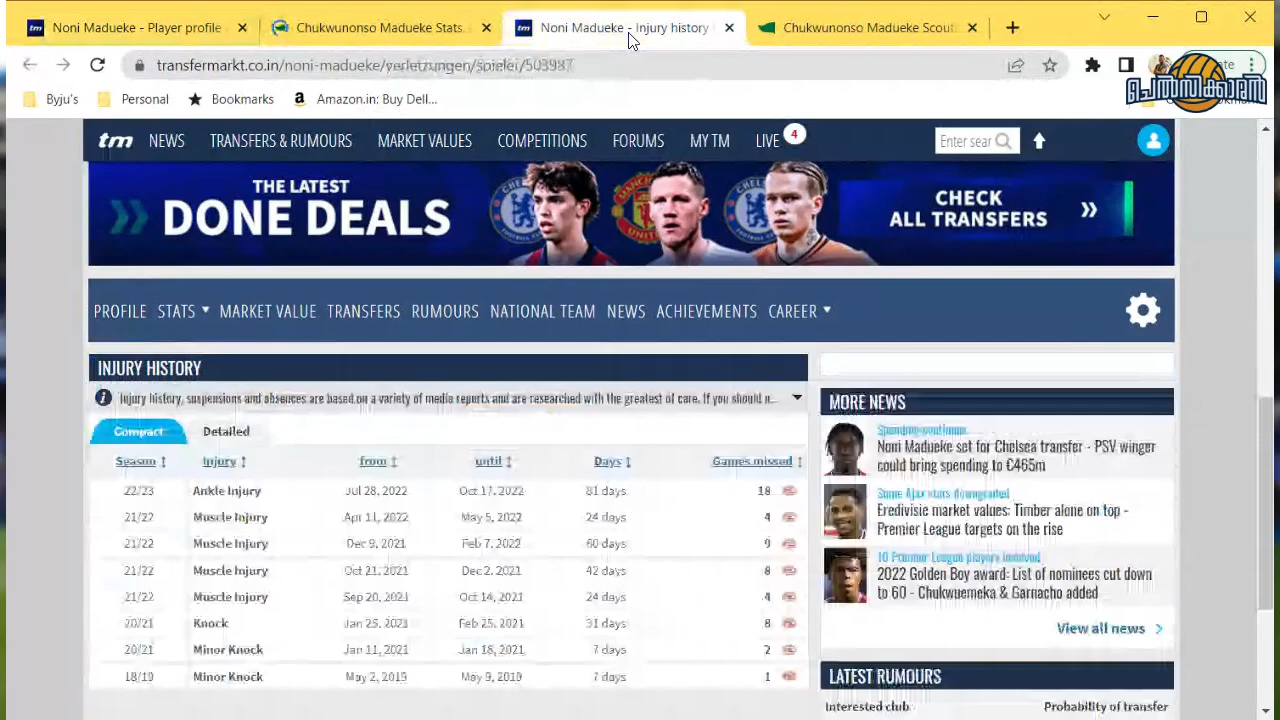 Noni Madueke - Player profile
Chukwunonso Madueke Stats,
Noni Madueke - Injury history
Chukwunonso Madueke Scout
transfermarkt.co.in/noni-madueke/verletzungen/spieler/503987
Byju's
Personal
Bookmarks
Amazon.in: Buy Dell...
ചെൽസിക്കാരൻ
tm NEWS TRANSFERS & RUMOURS MARKET VALUES COMPETITIONS FORUMS MY TM LIVE 4 Enter sear
THE LATEST
DONE DEALS
CHECK
ALL TRANSFERS
PROFILE STATS MARKET VALUE TRANSFERS RUMOURS NATIONAL TEAM NEWS ACHIEVEMENTS CAREER
INJURY HISTORY
Injury history, suspensions and absences are based on a variety of media reports and are researched with the greatest of care. If you should n...
Compact Detailed
Season Injury from until Days Games missed
22/23 Ankle Injury Jul 28, 2022 Oct 17, 2022 81 days 18
21/22 Muscle Injury Apr 11, 2022 May 5, 2022 24 days 4
21/22 Muscle Injury Dec 9, 2021 Feb 7, 2022 60 days 9
21/22 Muscle Injury Oct 21, 2021 Dec 2, 2021 42 days 8
21/22 Muscle Injury Sep 20, 2021 Oct 14, 2021 24 days 4
20/21 Knock Jan 25, 2021 Feb 25, 2021 31 days 8
20/21 Minor Knock Jan 11, 2021 Jan 18, 2021 7 days 2
18/19 Minor Knock May 2, 2019 May 9, 2019 7 days 1
MORE NEWS
Spending continue...
Noni Madueke set for Chelsea transfer - PSV winger
could bring spending to €465m
Some Ajax stars downgraded
Eredivisie market values: Timber alone on top -
Premier League targets on the rise
10 Premier League players involved
2022 Golden Boy award: List of nominees cut down
to 60 - Chukwuemeka & Garnacho added
View all news
LATEST RUMOURS
Interested club Probability of transfer